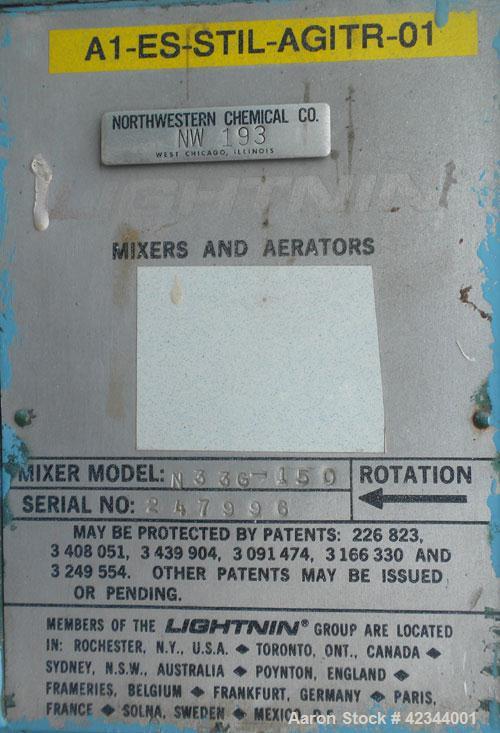 A1-ES-STIL-AGITR-01
NORTHWESTERN CHEMICAL CO.
NW 193
WEST CHICAGO, ILLINOIS
LIGHTNIN
MIXERS AND AERATORS
MIXER MODEL: N33G-150
SERIAL NO: 247996
ROTATION
MAY BE PROTECTED BY PATENTS: 226 823,
3 408 051, 3 439 904, 3 091 474, 3 166 330 AND
3 249 554. OTHER PATENTS MAY BE ISSUED
OR PENDING.
MEMBERS OF THE LIGHTNIN® GROUP ARE LOCATED
IN: ROCHESTER, N.Y., U.S.A. ◆ TORONTO, ONT., CANADA ◆
SYDNEY, N.S.W., AUSTRALIA ◆ POYNTON, ENGLAND ◆
FRAMERIES, BELGIUM ◆ FRANKFURT, GERMANY ◆ PARIS,
FRANCE ◆ SOLNA, SWEDEN ◆ MEXICO,
Aaron Stock # 42344001